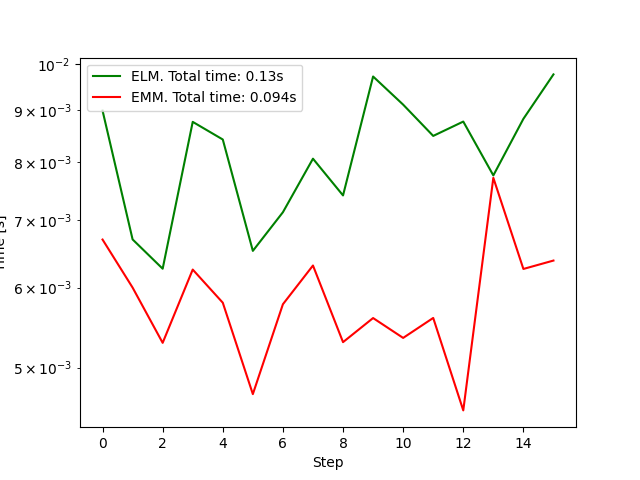 ELM. Total time: 0.13s
EMM. Total time: 0.094s
10⁻²
9 × 10⁻³
8 × 10⁻³
7 × 10⁻³
6 × 10⁻³
5 × 10⁻³
Time [s]
0 2 4 6 8 10 12 14
Step